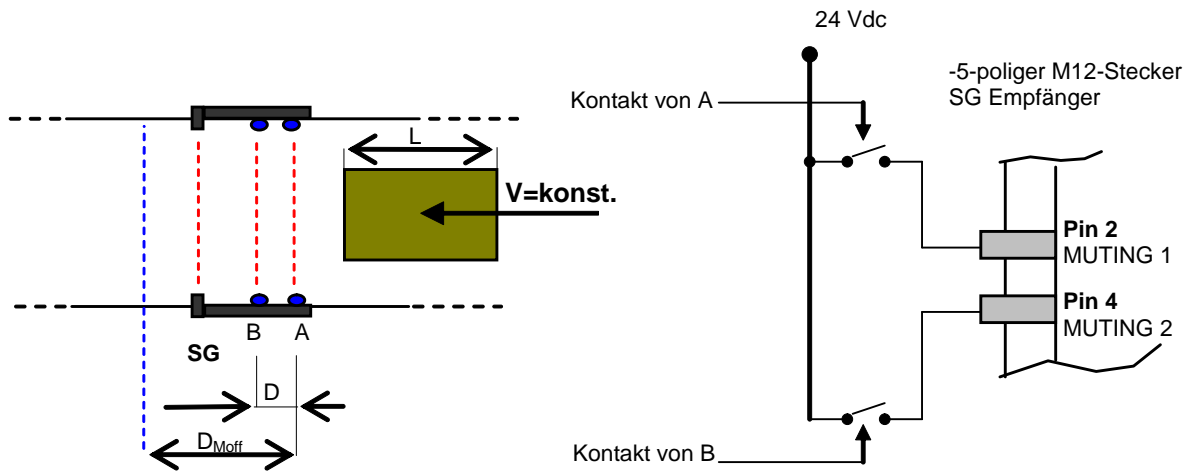 24 Vdc
-5-poliger M12-Stecker
SG Empfänger
Kontakt von A
L
V=konst.
Pin 2
MUTING 1
Pin 4
MUTING 2
B
A
SG
D
DMoff
Kontakt von B